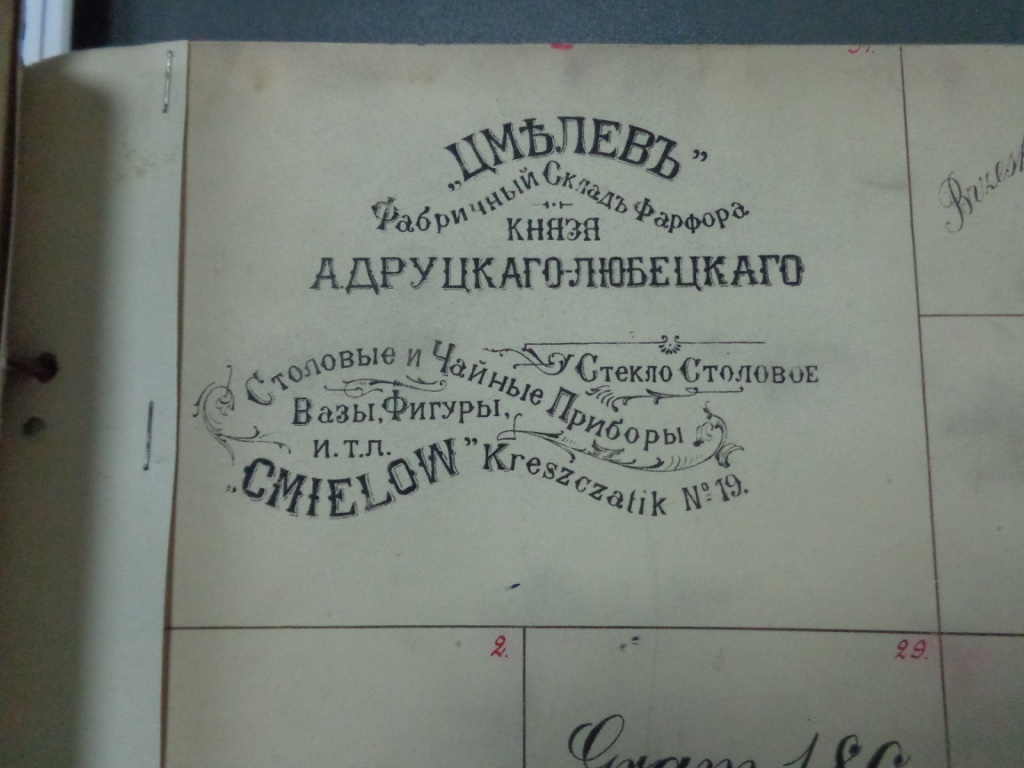 „ЦМѢЛЕВЪ”
Фабричный Складъ Фарфора
КНЯЗЯ
А.ДРУЦКАГО-ЛЮБЕЦКАГО
Столовые и Чайные Приборы
Стекло Столовое
Вазы, Фигуры,
и.т.л.
„CMIELOW” Kreszczatik № 19.
2.
29.